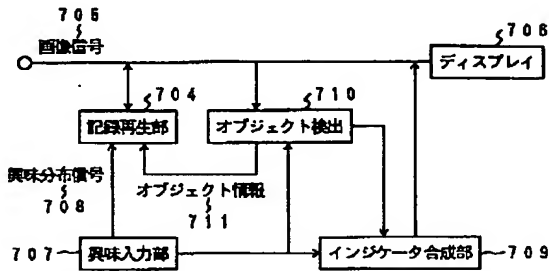 705
画像信号
706
ディスプレイ
704
記録再生部
710
オブジェクト検出
興味分布信号
708
オブジェクト情報
711
707
興味入力部
インジケータ合成部
709